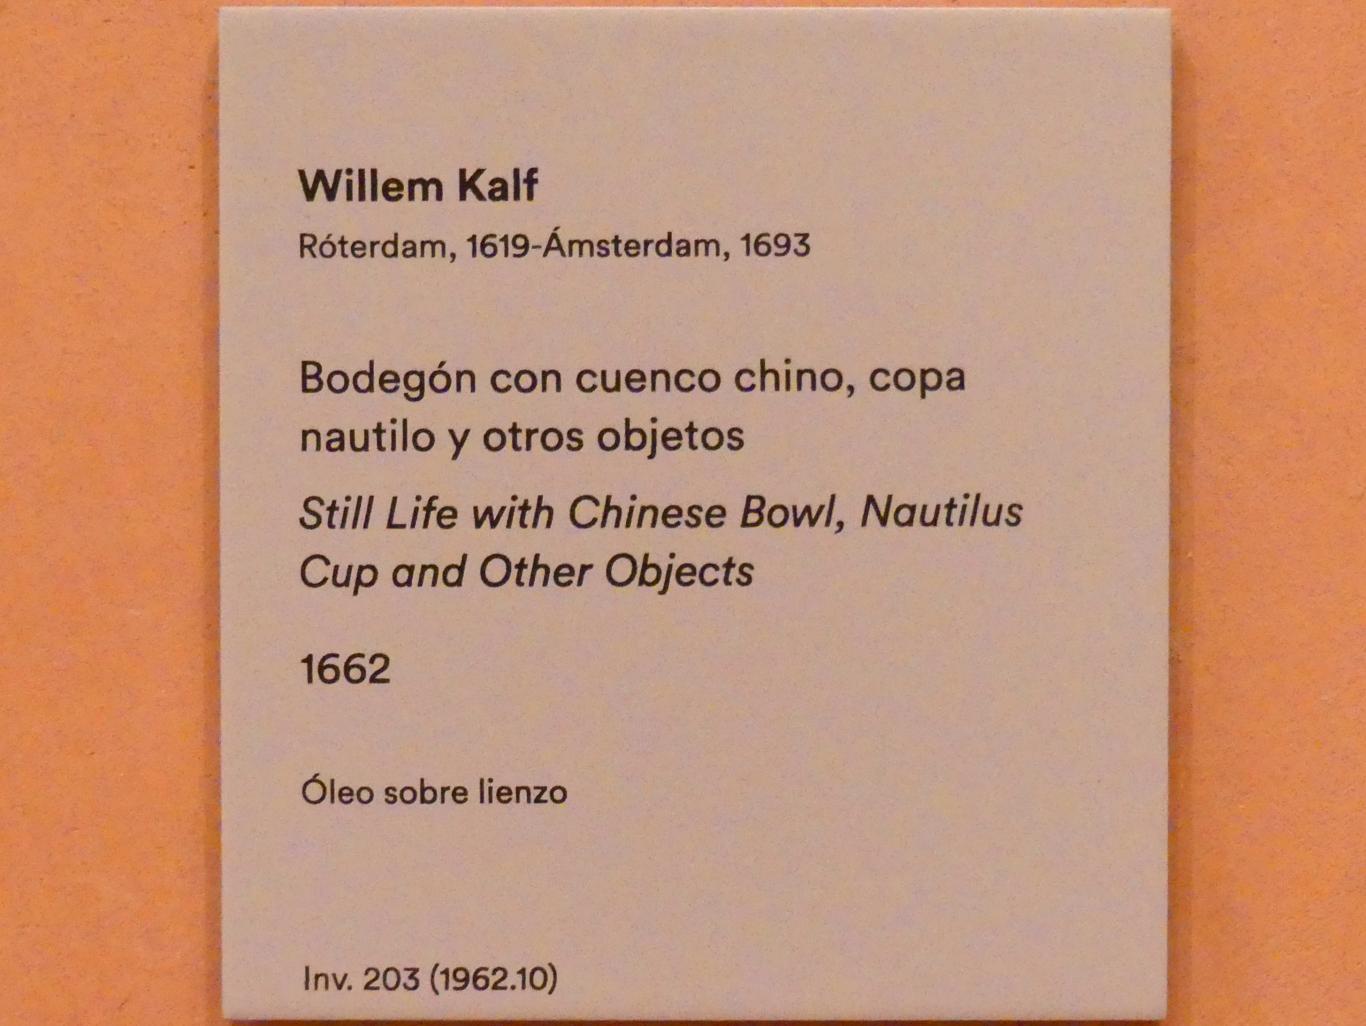 Willem Kalf
Róterdam, 1619-Ámsterdam, 1693
Bodegón con cuenco chino, copa
nautilo y otros objetos
Still Life with Chinese Bowl, Nautilus
Cup and Other Objects
1662
Óleo sobre lienzo
Inv. 203 (1962.10)